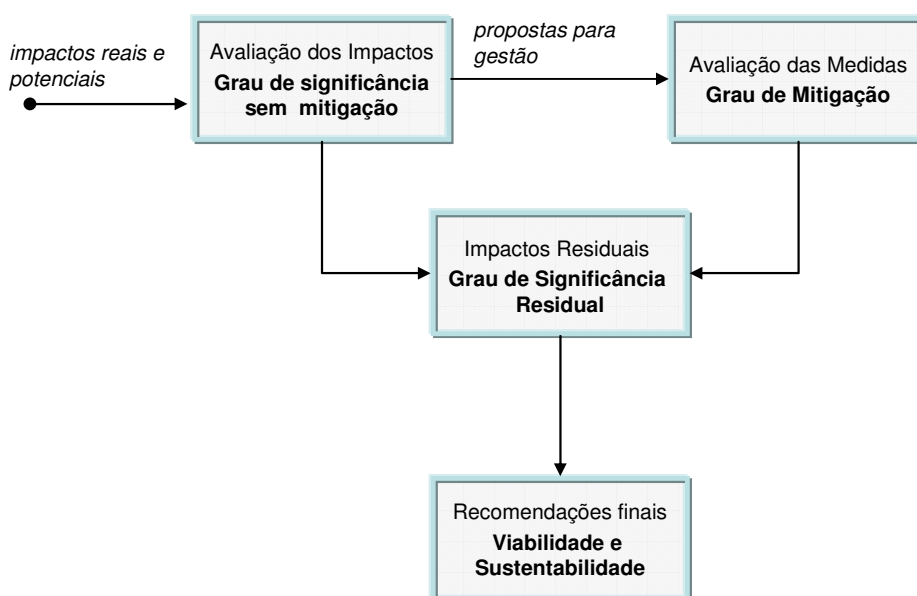 impactos reais e
potenciais
Avaliação dos Impactos
Grau de significância
sem mitigação
propostas para
gestão
Avaliação das Medidas
Grau de Mitigação
Impactos Residuais
Grau de Significância
Residual
Recomendações finais
Viabilidade e
Sustentabilidade